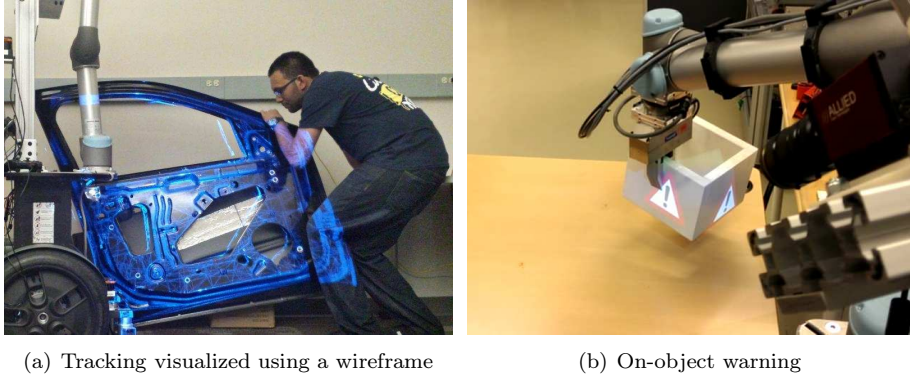 ALLIED
(a) Tracking visualized using a wireframe
(b) On-object warning